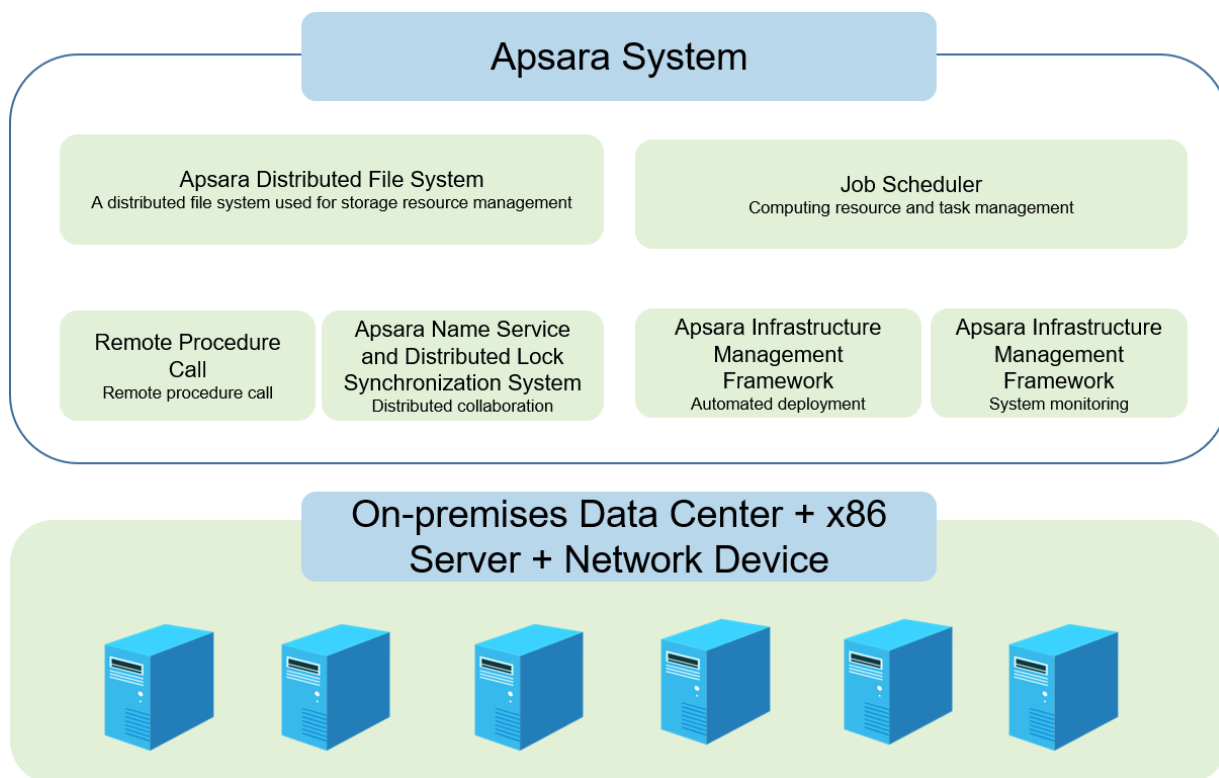 Apsara System
Apsara Distributed File System
A distributed file system used for storage resource management
Job Scheduler
Computing resource and task management
Remote Procedure
Call
Remote procedure call
Apsara Name Service
and Distributed Lock
Synchronization System
Distributed collaboration
Apsara Infrastructure
Management
Framework
Automated deployment
Apsara Infrastructure
Management
Framework
System monitoring
On-premises Data Center + x86
Server + Network Device